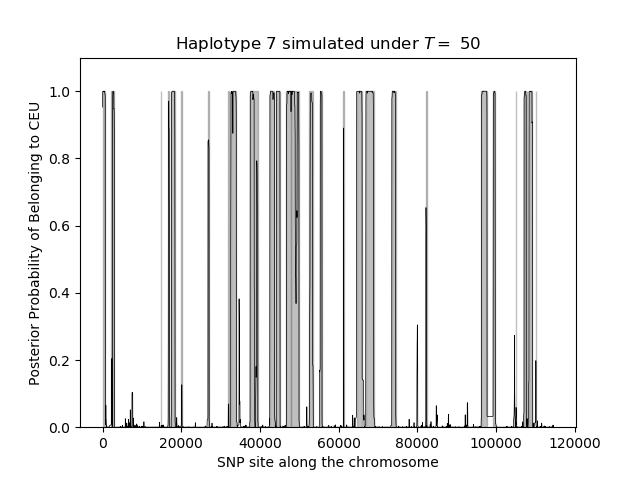 Haplotype 7 simulated under T = 50
Posterior Probability of Belonging to CEU
1.0
0.8
0.6
0.4
0.2
0.0
0 20000 40000 60000 80000 100000 120000
SNP site along the chromosome